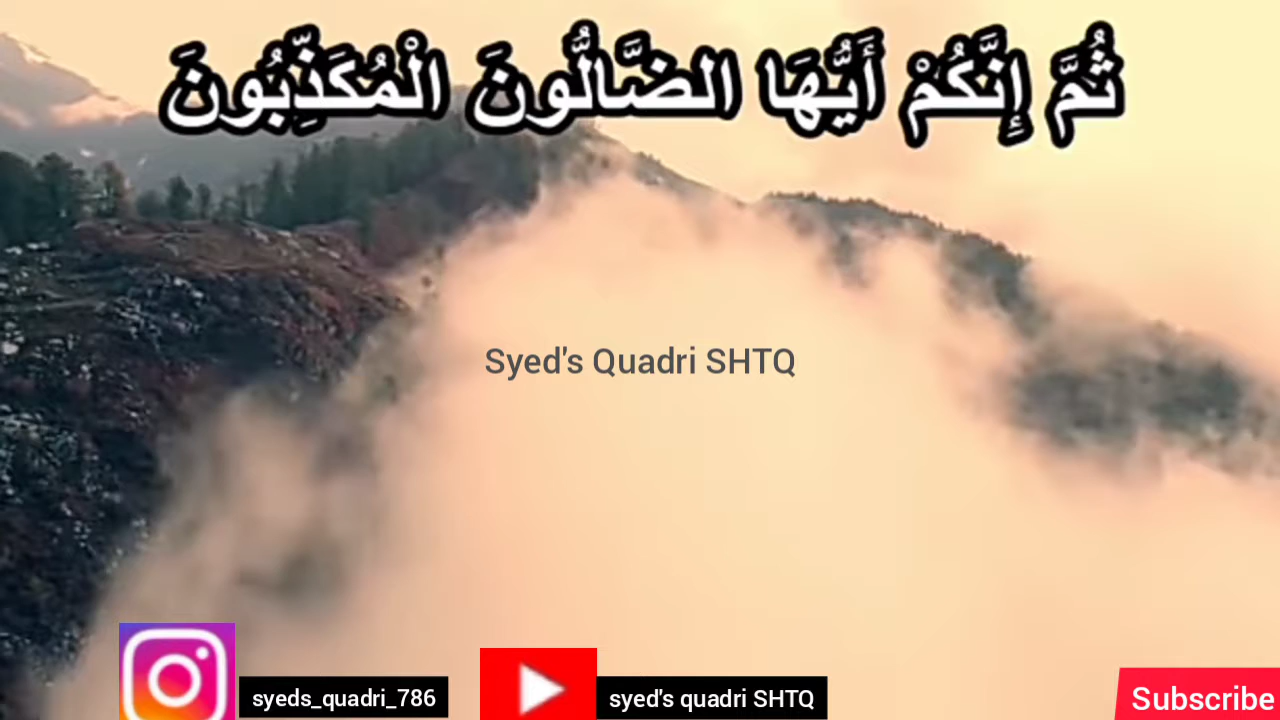 ثُمَّ إِنَّكُمْ أَيُّهَا الضَّالُّونَ الْمُكَذِّبُونَ
Syed's Quadri SHTQ
syeds_quadri_786
syed's quadri SHTQ
Subscribe